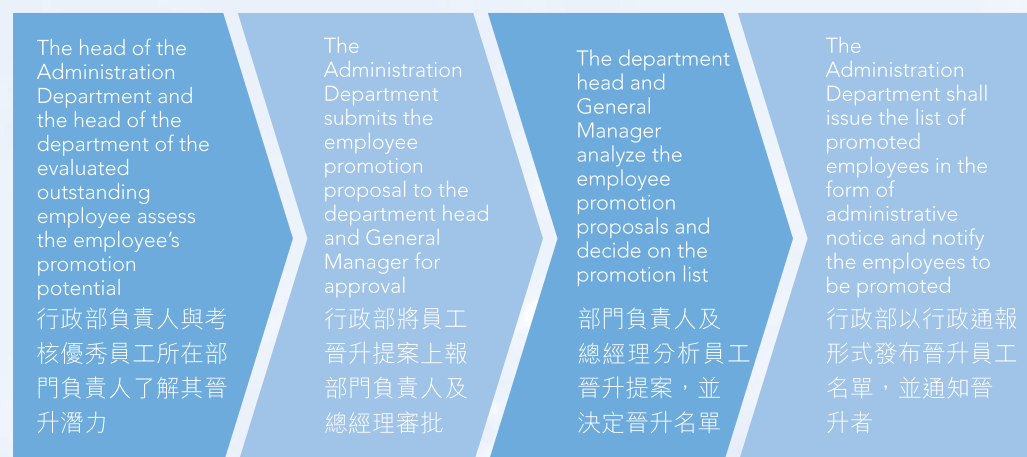 The head of the
Administration
Department and
the head of the
department of the
evaluated
outstanding
employee assess
the employee’s
promotion
potential
行政部負責人與考
核優秀員工所在部
門負責人了解其晉
升潛力
The
Administration
Department
submits the
employee
promotion
proposal to the
department head
and General
Manager for
approval
行政部將員工
晉升提案上報
部門負責人及
總經理審批
The department
head and
General
Manager
analyze the
employee
promotion
proposals and
decide on the
promotion list
部門負責人及
總經理分析員工
晉升提案，並
決定晉升名單
The
Administration
Department shall
issue the list of
promoted
employees in the
form of
administrative
notice and notify
the employees to
be promoted
行政部以行政通報
形式發布晉升員工
名單，並通知晉
升者